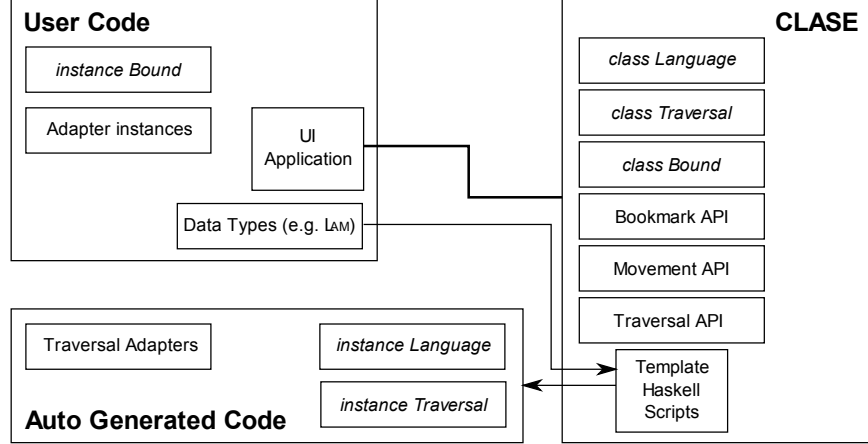 User Code
instance Bound
Adapter instances
UI
Application
Data Types (e.g. LAM)
CLASE
class Language
class Traversal
class Bound
Bookmark API
Movement API
Traversal API
Template
Haskell
Scripts
Traversal Adapters
instance Language
instance Traversal
Auto Generated Code